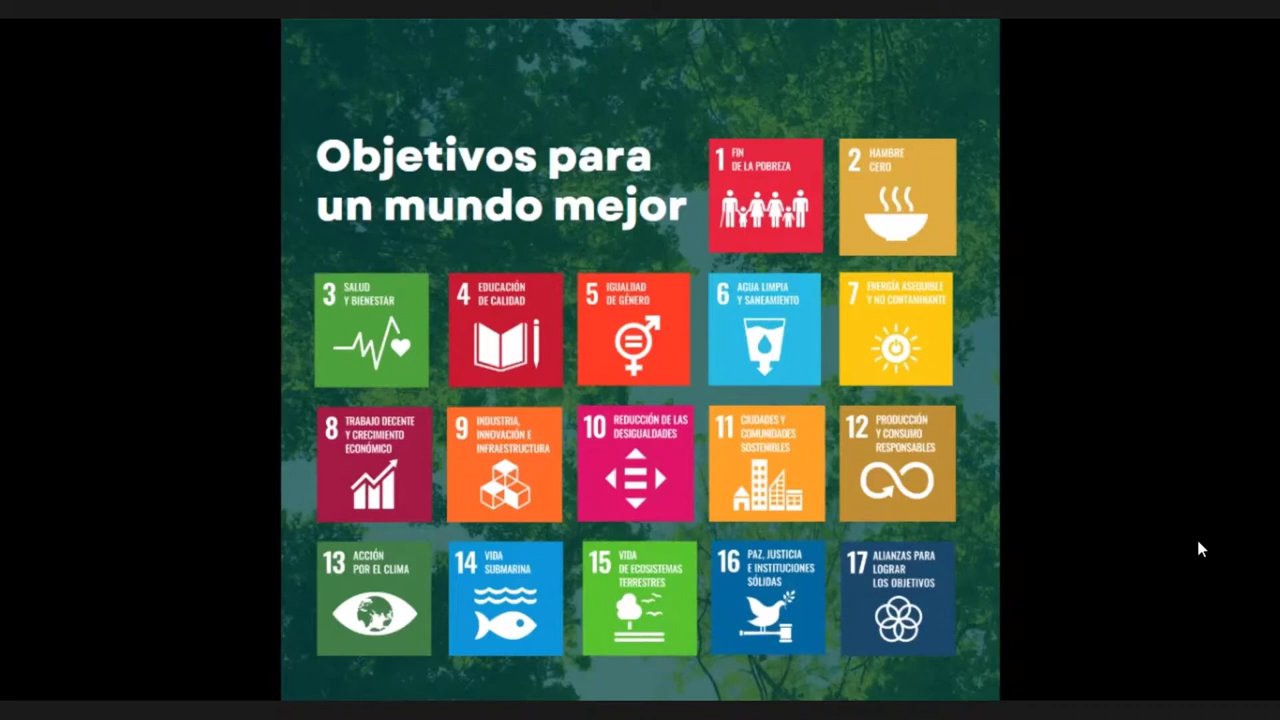 Objetivos para
un mundo mejor
1 FIN
DE LA POBREZA
2 HAMBRE
CERO
3 SALUD
Y BIENESTAR
4 EDUCACIÓN
DE CALIDAD
5 IGUALDAD
DE GÉNERO
6 AGUA LIMPIA
Y SANEAMIENTO
7 ENERGÍA ASEQUIBLE
Y NO CONTAMINANTE
8 TRABAJO DECENTE
Y CRECIMIENTO
ECONÓMICO
9 INDUSTRIA,
INNOVACIÓN E
INFRAESTRUCTURA
10 REDUCCIÓN DE LAS
DESIGUALDADES
11 CIUDADES Y
COMUNIDADES
SOSTENIBLES
12 PRODUCCIÓN
Y CONSUMO
RESPONSABLES
13 ACCIÓN
POR EL CLIMA
14 VIDA
SUBMARINA
15 VIDA
DE ECOSISTEMAS
TERRESTRES
16 PAZ, JUSTICIA
E INSTITUCIONES
SÓLIDAS
17 ALIANZAS PARA
LOGRAR
LOS OBJETIVOS